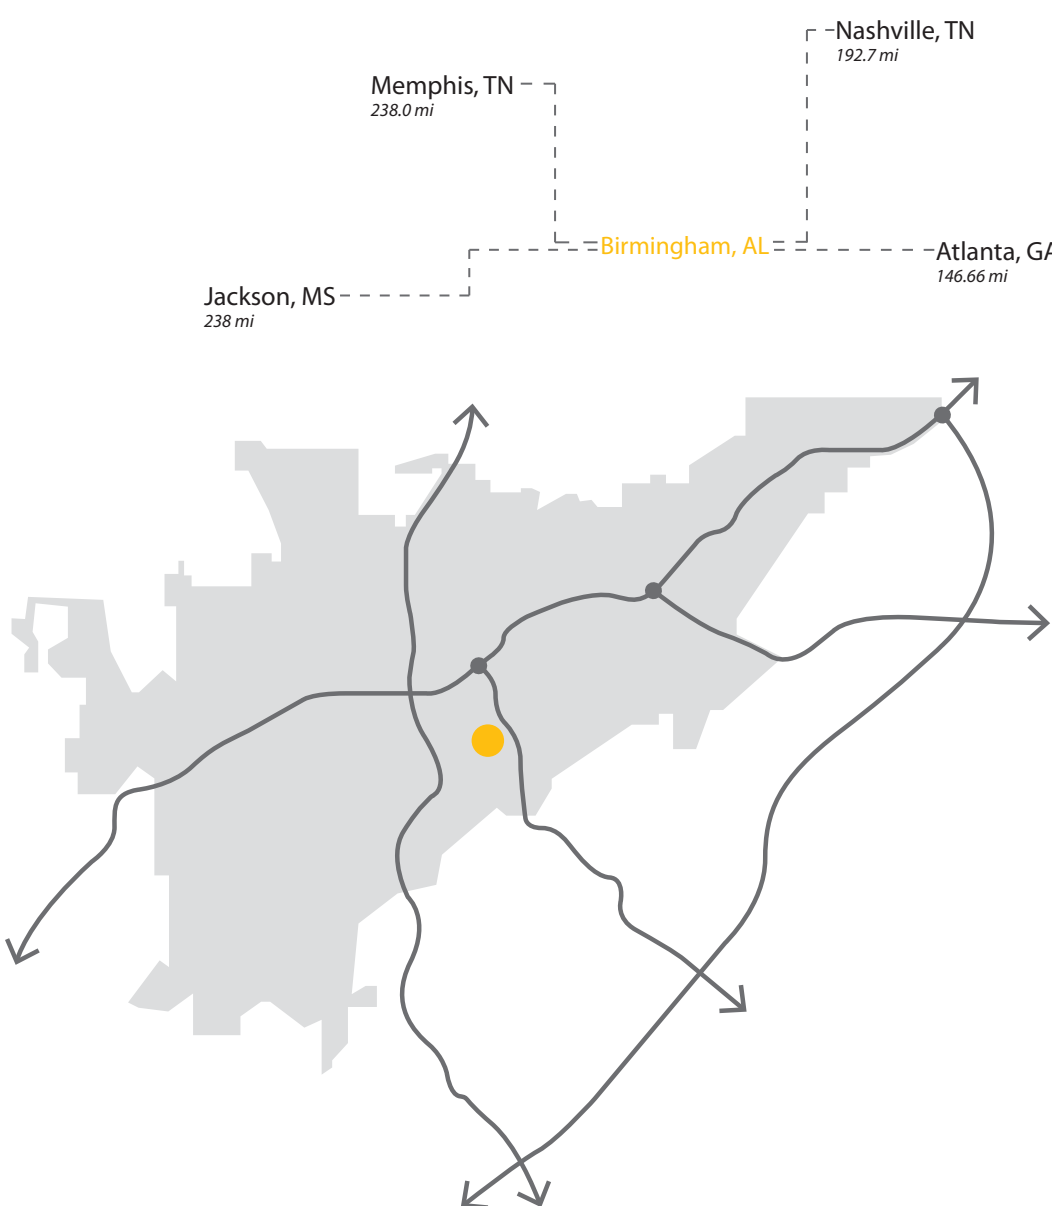 Nashville, TN
192.7 mi
Memphis, TN
238.0 mi
Birmingham, AL
Atlanta, GA
146.66 mi
Jackson, MS
238 mi